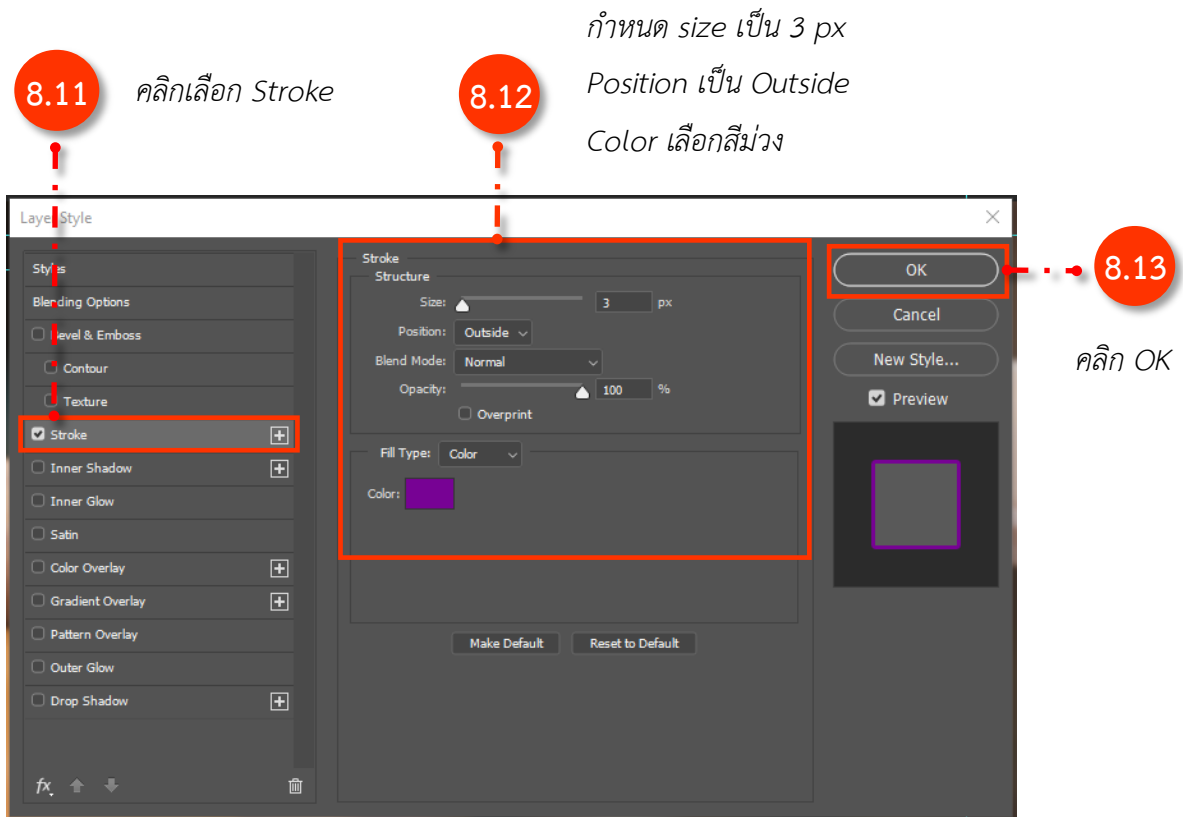 กำหนด size เป็น 3 px
8.11 คลิกเลือก Stroke
8.12
Position เป็น Outside
Color เลือกสีม่วง
Layer Style
Styles
Blending Options
Bevel & Emboss
Contour
Texture
Stroke
Inner Shadow
Inner Glow
Satin
Color Overlay
Gradient Overlay
Pattern Overlay
Outer Glow
Drop Shadow
fx
Stroke
Structure
Size: 3 px
Position: Outside
Blend Mode: Normal
Opacity: 100 %
Overprint
Fill Type: Color
Color:
Make Default Reset to Default
OK
Cancel
New Style...
Preview
8.13
คลิก OK